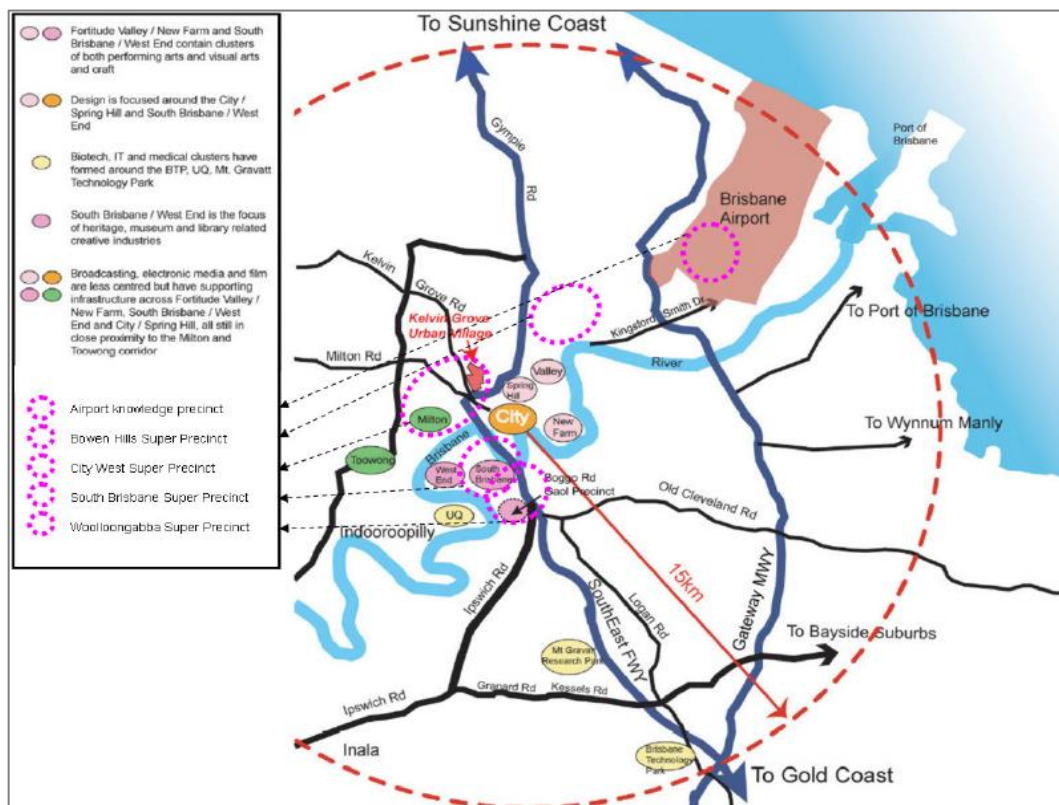 Fortitude Valley / New Farm and South
Brisbane / West End contain clusters
of both performing arts and visual arts
and craft
Design is focused around the City /
Spring Hill and South Brisbane / West
End
Biotech, IT and medical clusters have
formed around the BTP, UQ, Mt. Gravatt
Technology Park
South Brisbane / West End is the focus
of heritage, museum and library related
creative industries
Broadcasting, electronic media and film
are less centred but have supporting
infrastructure across Fortitude Valley /
New Farm, South Brisbane / West
End and City / Spring Hill, all still in
close proximity to the Milton and
Toowong corridor
Airport knowledge precinct
Bowen Hills Super Precinct
City West Super Precinct
South Brisbane Super Precinct
Woolloongabba Super Precinct
To Sunshine Coast
Gympie
Rd
Port of
Brisbane
Brisbane
Airport
Kelvin
Grove Rd
Kelvin Grove
Urban Village
Kingsford Smith Dr
To Port of Brisbane
Milton Rd
River
Valley
Spring
Hill
City
New
Farm
Milton
To Wynnum Manly
Brisbane
Toowong
West
End
South
Brisbane
Boggo Rd
Gaol Precinct
Old Cleveland Rd
UQ
Indooroopilly
15km
Ipswich Rd
Logan Rd
SouthEast FWY
Gateway MWY
To Bayside Suburbs
Mt Gravatt
Research Park
Granard Rd
Kessels Rd
Ipswich Rd
Inala
Brisbane
Technology
Park
To Gold Coast